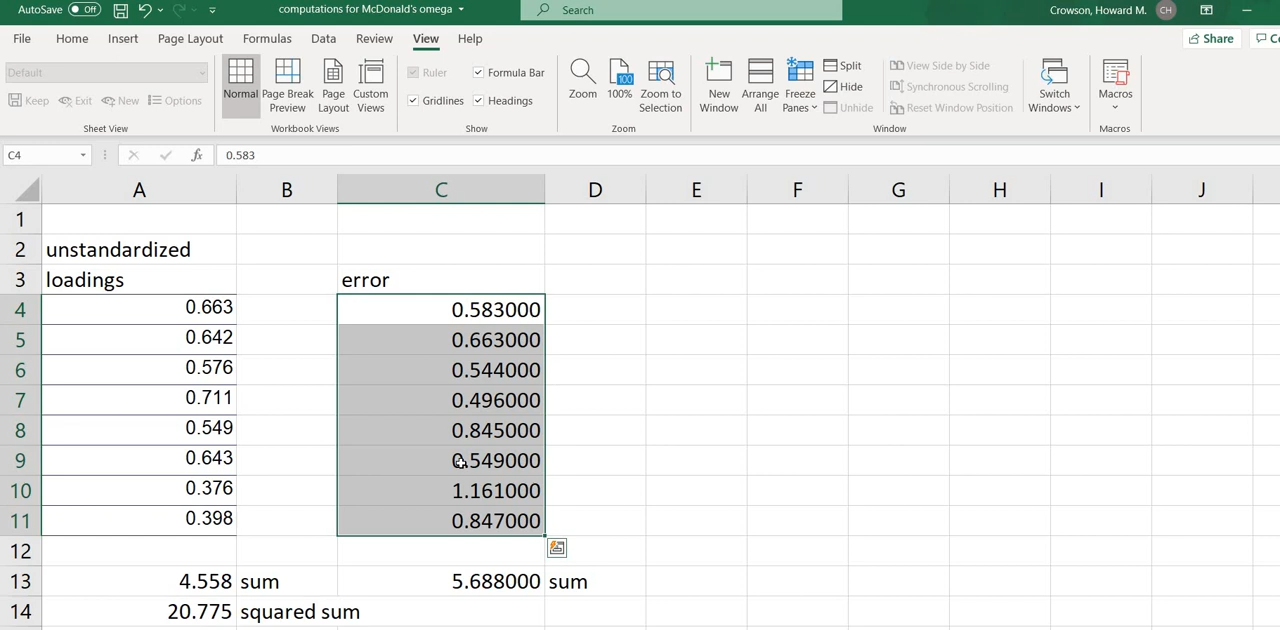 AutoSave Off computations for McDonald's omega Search Crowson, Howard M. CH
File Home Insert Page Layout Formulas Data Review View Help Share
Default
Keep Exit New Options
Sheet View
Normal Page Break Preview Page Layout Custom Views
Workbook Views
Ruler Formula Bar
Gridlines Headings
Show
Zoom 100% Zoom to Selection
Zoom
New Window Arrange All Freeze Panes
Split
Hide
Unhide
View Side by Side
Synchronous Scrolling
Reset Window Position
Switch Windows
Window
Macros
Macros
C4 fx 0.583
A B C D E F G H I J
1
2 unstandardized
3 loadings error
4 0.663 0.583000
5 0.642 0.663000
6 0.576 0.544000
7 0.711 0.496000
8 0.549 0.845000
9 0.643 0.549000
10 0.376 1.161000
11 0.398 0.847000
12
13 4.558 sum 5.688000 sum
14 20.775 squared sum